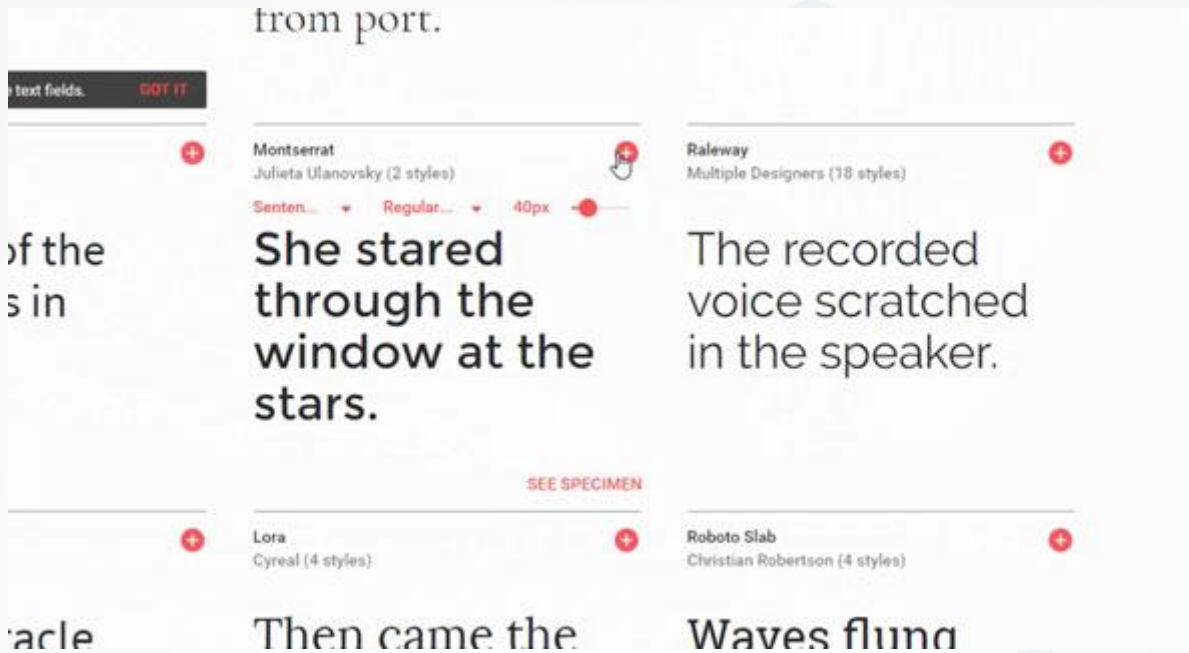 from port.
text fields. GOT IT
Montserrat
Julieta Ulanovsky (2 styles)
Senten... Regular... 40px
She stared
through the
window at the
stars.
SEE SPECIMEN
Raleway
Multiple Designers (18 styles)
The recorded
voice scratched
in the speaker.
of the
s in
Lora
Cyreal (4 styles)
Then came the
Roboto Slab
Christian Robertson (4 styles)
Waves flung
acle